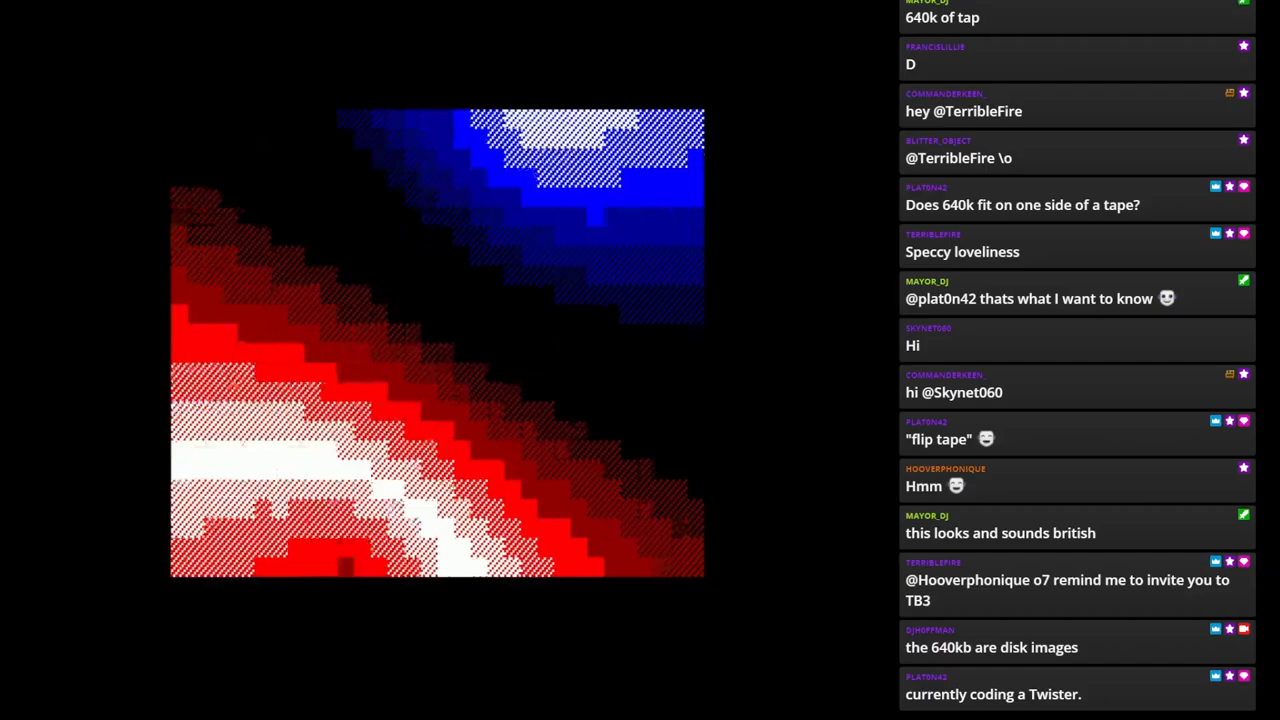 MAYOR_DJ
640k of tap
FRANCISLILLIE
D
COMMANDERKEEN_
hey @TerribleFire
BLITTER_OBJECT
@TerribleFire \o
PLAT0N42
Does 640k fit on one side of a tape?
TERRIBLEFIRE
Speccy loveliness
MAYOR_DJ
@plat0n42 thats what I want to know
SKYNET060
Hi
COMMANDERKEEN_
hi @Skynet060
PLAT0N42
"flip tape"
HOOVERPHONIQUE
Hmm
MAYOR_DJ
this looks and sounds british
TERRIBLEFIRE
@Hooverphonique o7 remind me to invite you to
TB3
DJH0FFMAN
the 640kb are disk images
PLAT0N42
currently coding a Twister.